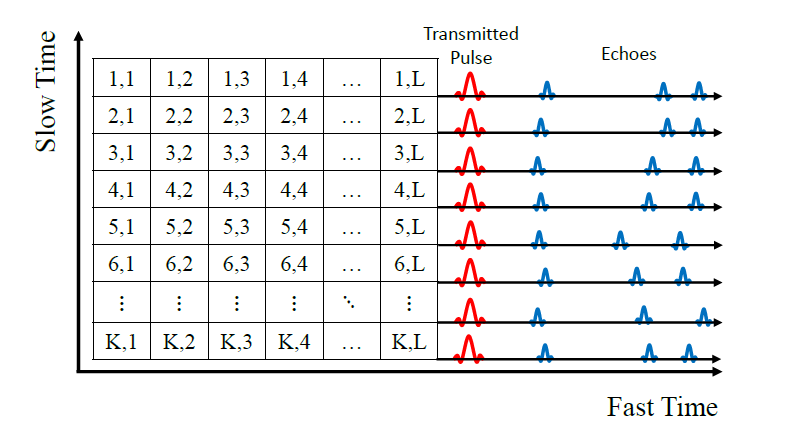 Transmitted
Pulse
Echoes
Slow Time
1,1 1,2 1,3 1,4 … 1,L
2,1 2,2 2,3 2,4 … 2,L
3,1 3,2 3,3 3,4 … 3,L
4,1 4,2 4,3 4,4 … 4,L
5,1 5,2 5,3 5,4 … 5,L
6,1 6,2 6,3 6,4 … 6,L
⋮ ⋮ ⋮ ⋮ ⋱ ⋮
K,1 K,2 K,3 K,4 … K,L
Fast Time